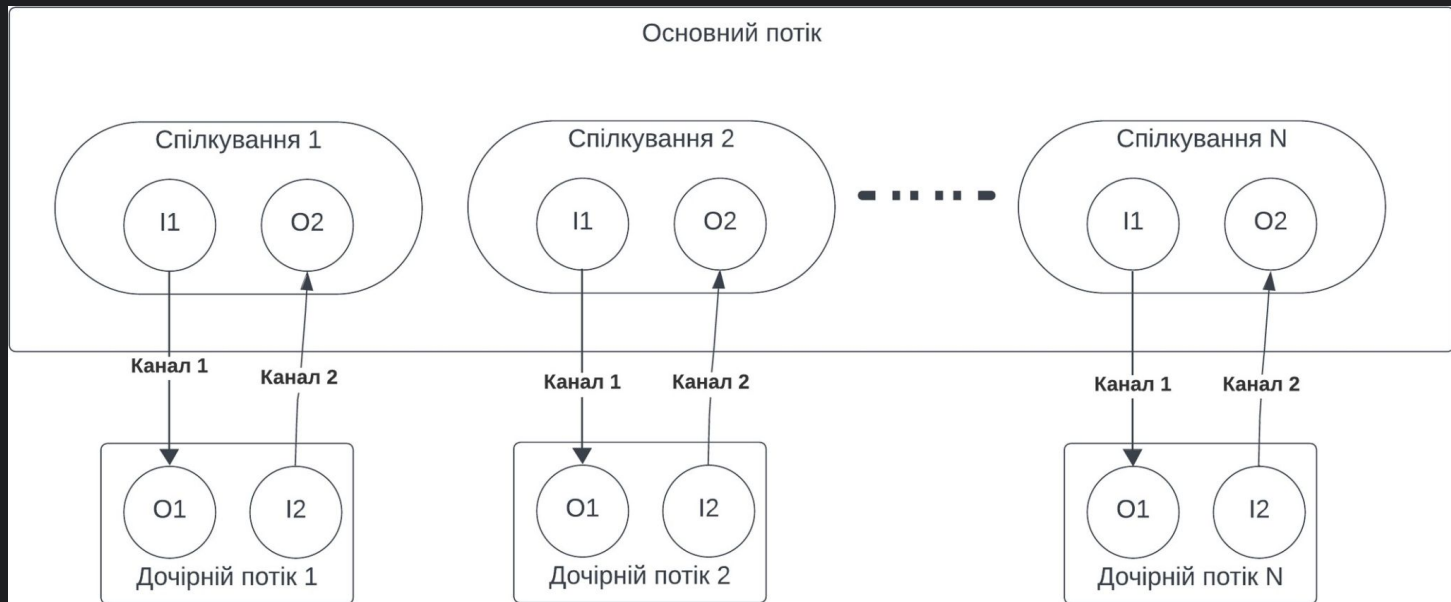 Основний потік
Спілкування 1
I1
O2
Спілкування 2
I1
O2
Спілкування N
I1
O2
Канал 1
Канал 2
Канал 1
Канал 2
Канал 1
Канал 2
O1
I2
Дочірній потік 1
O1
I2
Дочірній потік 2
O1
I2
Дочірній потік N